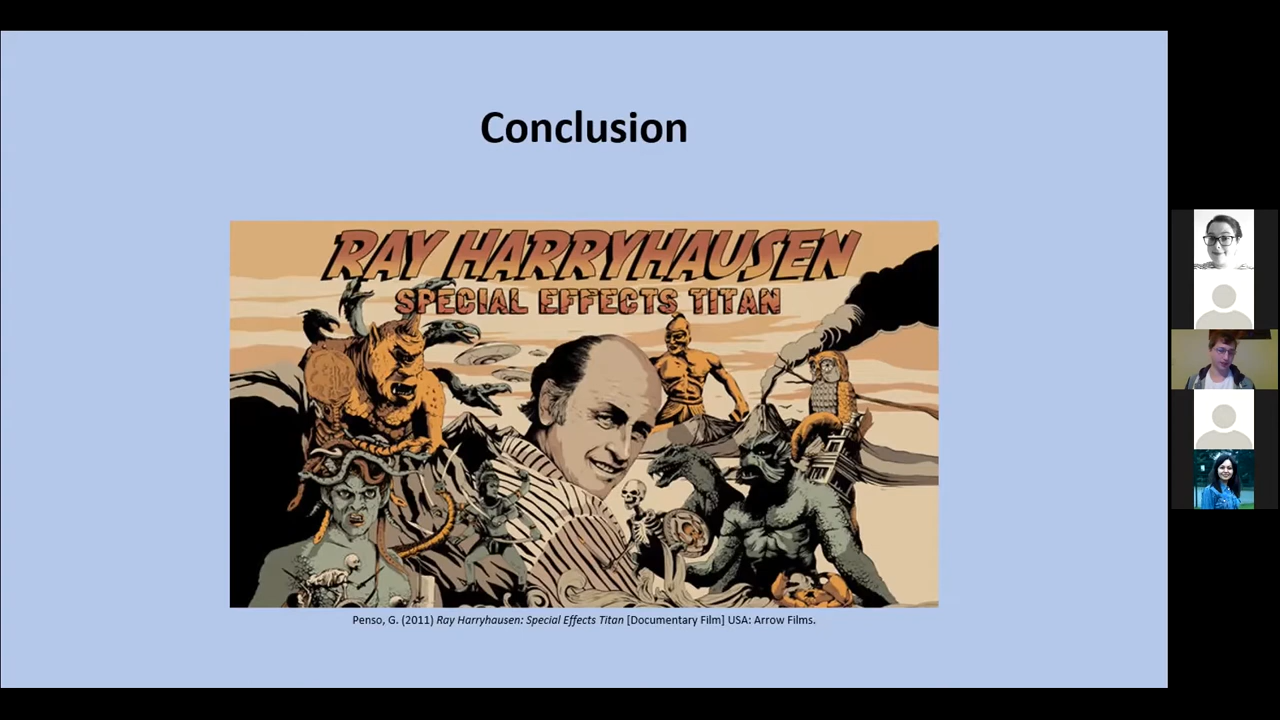 Conclusion
RAY HARRYHAUSEN
SPECIAL EFFECTS TITAN
Penso, G. (2011) Ray Harryhausen: Special Effects Titan [Documentary Film] USA: Arrow Films.